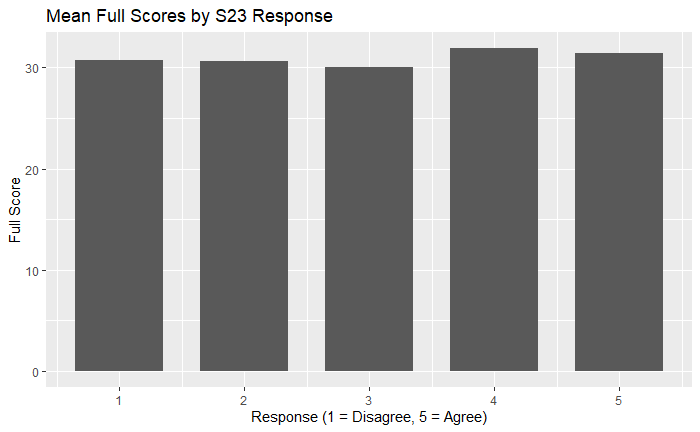 Mean Full Scores by S23 Response
Full Score
30
20
10
0
1 2 3 4 5
Response (1 = Disagree, 5 = Agree)